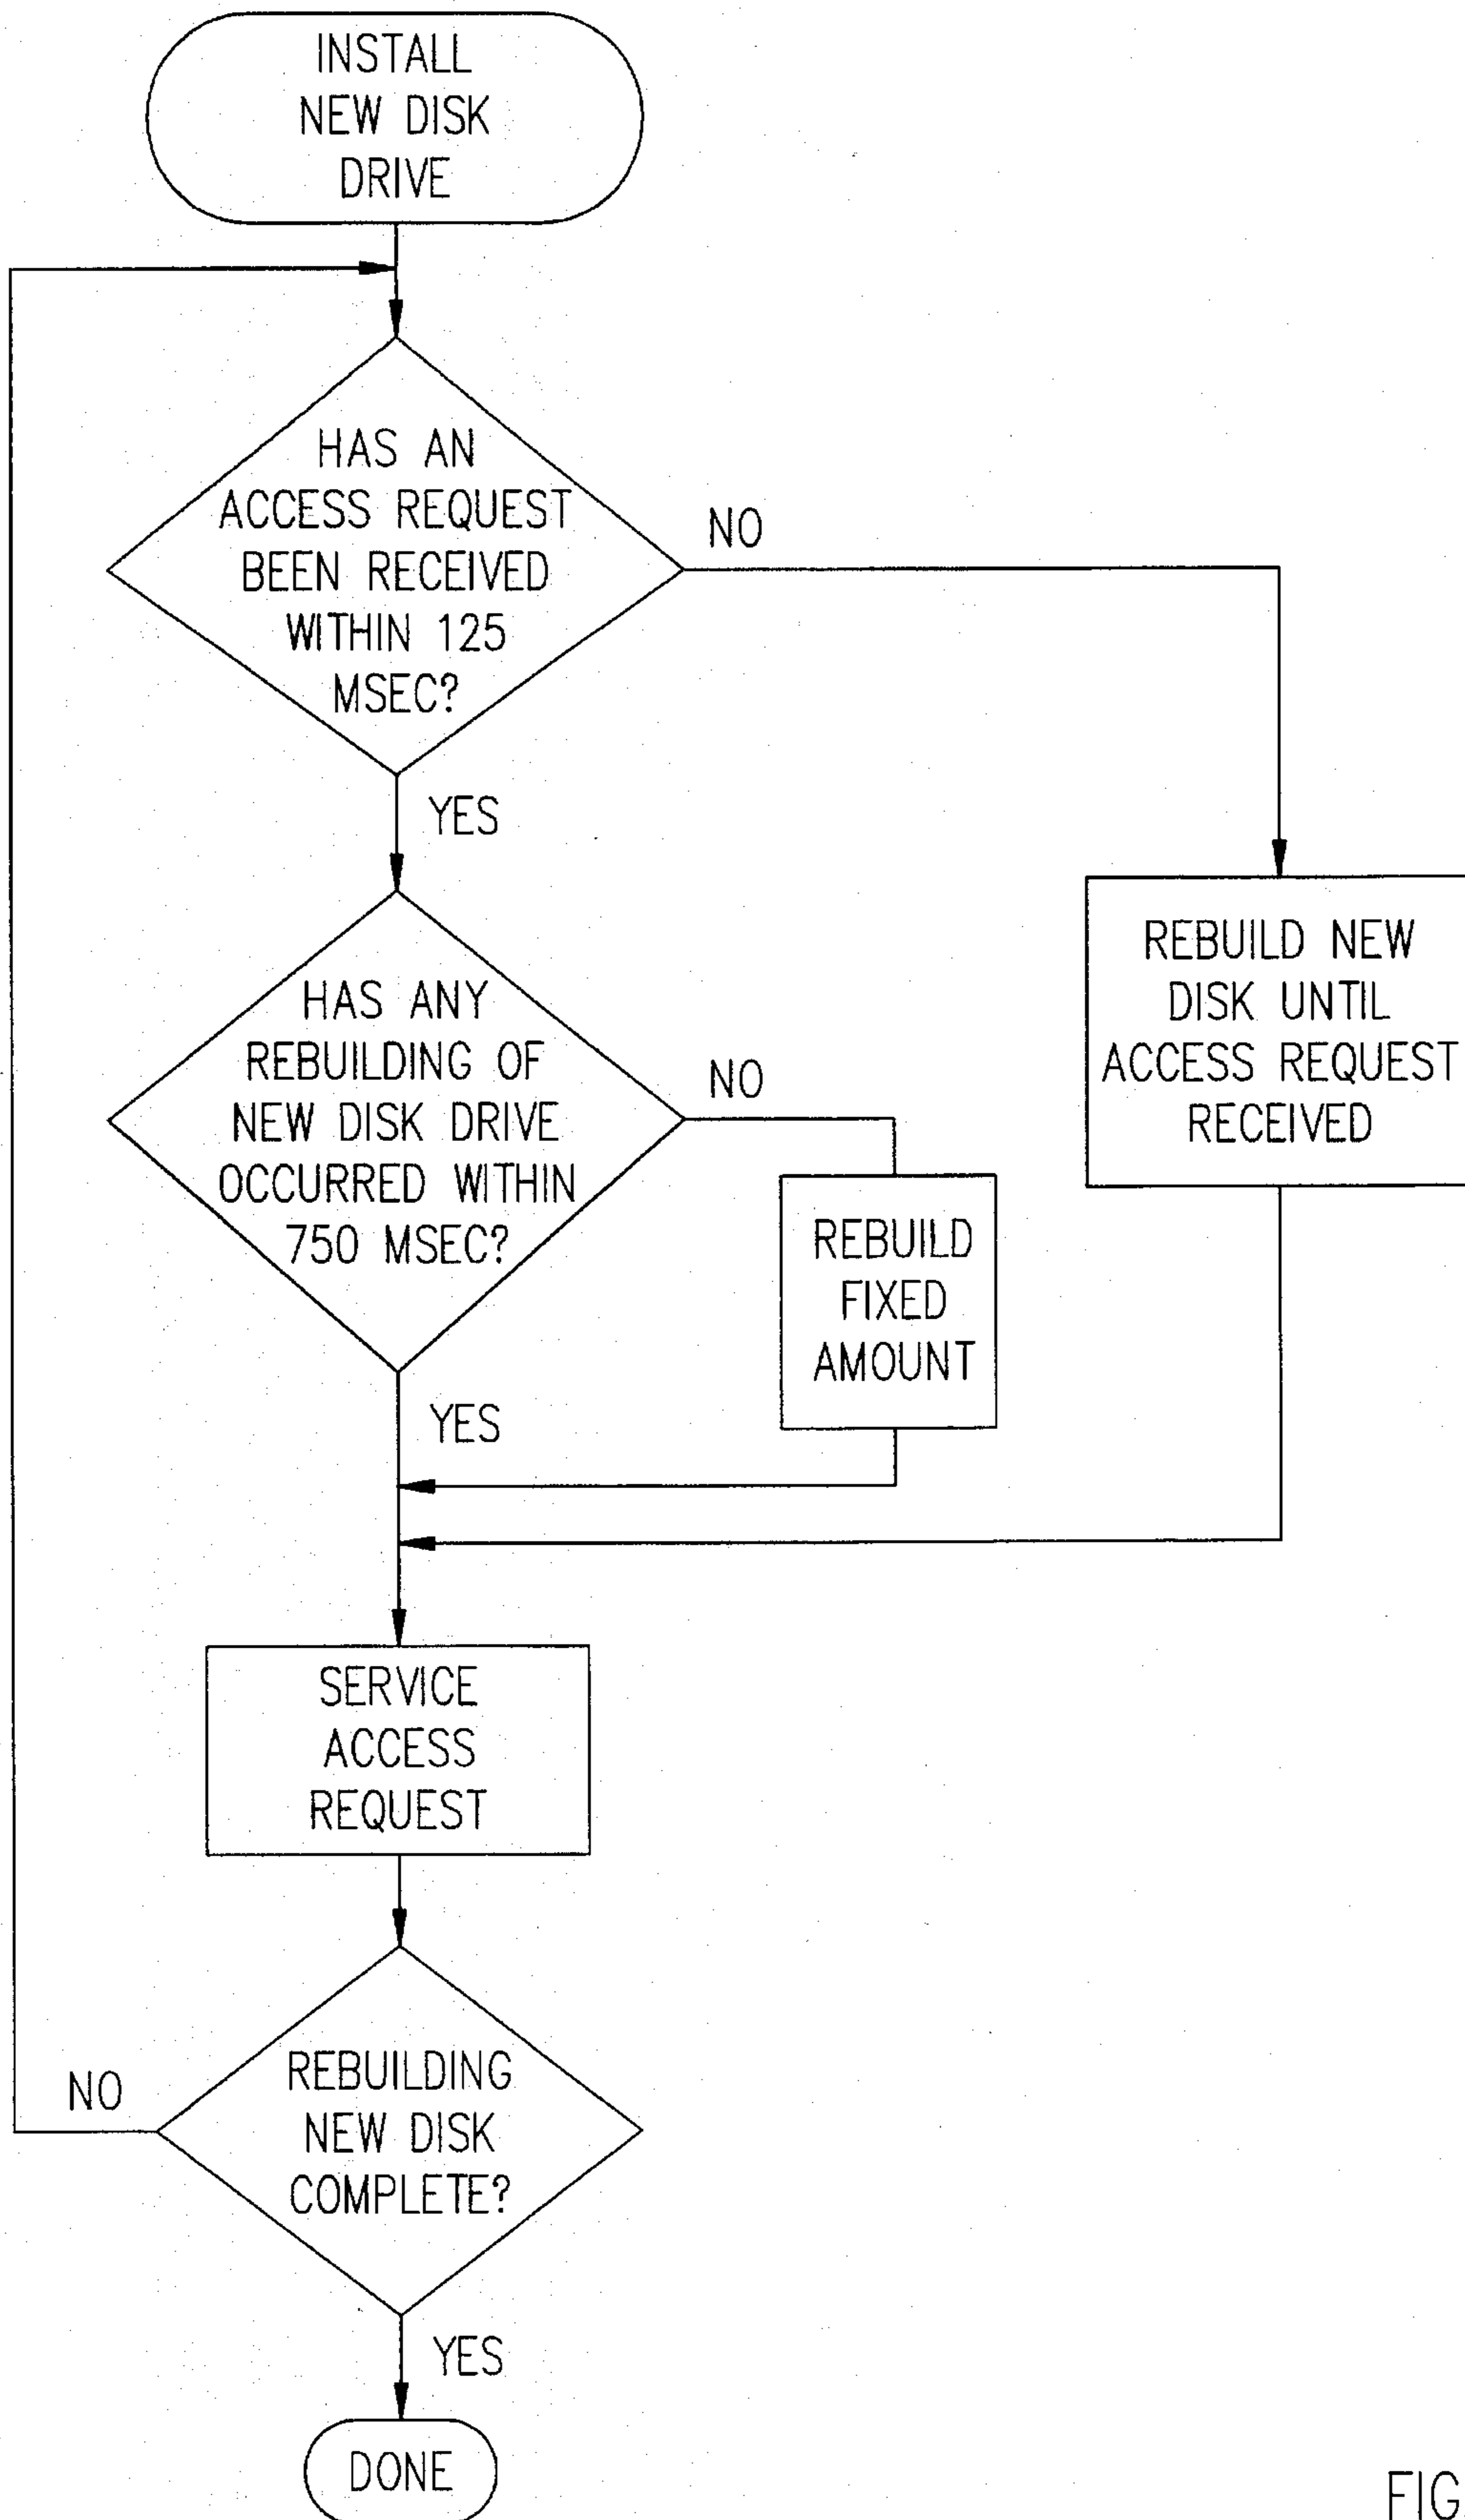 INSTALL
NEW DISK
DRIVE
HAS AN
ACCESS REQUEST
BEEN RECEIVED
WITHIN 125
MSEC?
NO
YES
REBUILD NEW
DISK UNTIL
ACCESS REQUEST
RECEIVED
HAS ANY
REBUILDING OF
NEW DISK DRIVE
OCCURRED WITHIN
750 MSEC?
NO
REBUILD
FIXED
AMOUNT
YES
SERVICE
ACCESS
REQUEST
REBUILDING
NEW DISK
COMPLETE?
NO
YES
DONE
FIG